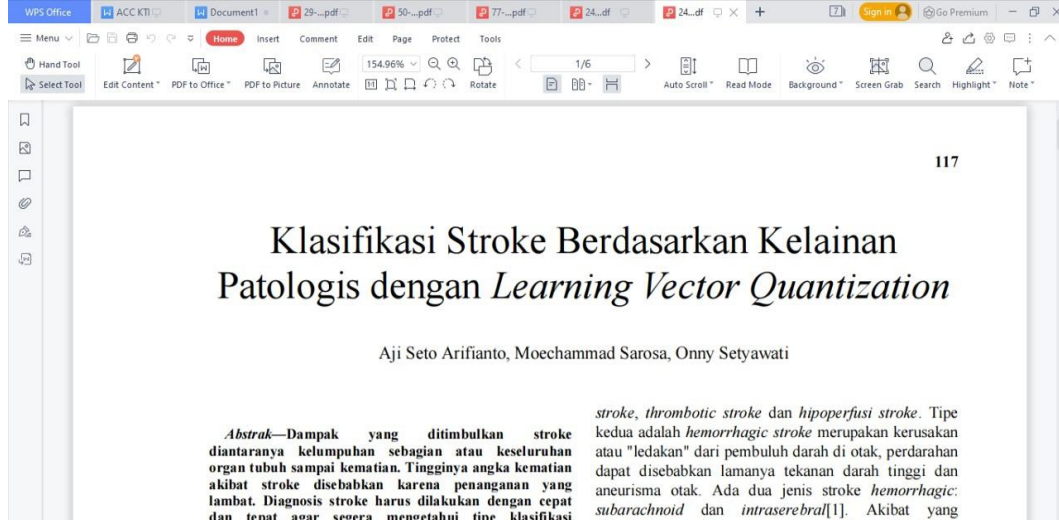 WPS Office
ACC KTI
Document1
29-...pdf
50-...pdf
77-...pdf
24...df
24...df
Sign in
Go Premium
Menu
Home
Insert
Comment
Edit
Page
Protect
Tools
Hand Tool
Select Tool
Edit Content
PDF to Office
PDF to Picture
Annotate
154.96%
Rotate
1/6
Auto Scroll
Read Mode
Background
Screen Grab
Search
Highlight
Note
117
Klasifikasi Stroke Berdasarkan Kelainan
Patologis dengan Learning Vector Quantization
Aji Seto Arifianto, Moechammad Sarosa, Onny Setyawati
Abstrak—Dampak yang ditimbulkan stroke
diantaranya kelumpuhan sebagian atau keseluruhan
organ tubuh sampai kematian. Tingginya angka kematian
akibat stroke disebabkan karena penanganan yang
lambat. Diagnosis stroke harus dilakukan dengan cepat
dan tepat agar segera mengetahui tipe klasifikasi
stroke, thrombotic stroke dan hipoperfusi stroke. Tipe
kedua adalah hemorrhagic stroke merupakan kerusakan
atau "ledakan" dari pembuluh darah di otak, perdarahan
dapat disebabkan lamanya tekanan darah tinggi dan
aneurisma otak. Ada dua jenis stroke hemorrhagic:
subarachnoid dan intraserebral[1]. Akibat yang